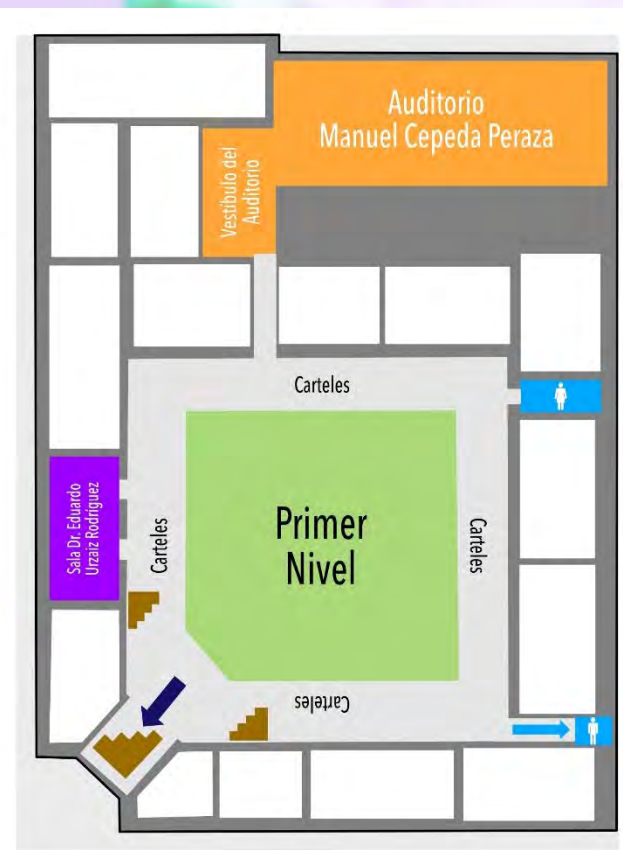 Auditorio
Manuel Cepeda Peraza
Vestíbulo del
Auditorio
Carteles
Sala Dr. Eduardo
Urzaiz Rodríguez
Carteles
Primer
Nivel
Carteles
Carteles